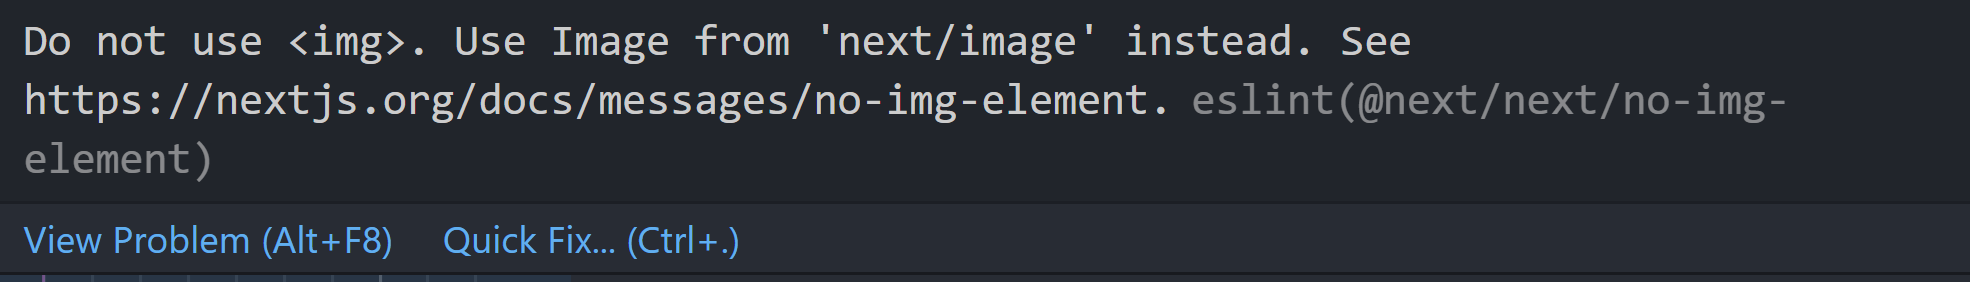 Do not use <img>. Use Image from 'next/image' instead. See
https://nextjs.org/docs/messages/no-img-element. eslint(@next/next/no-img-
element)
View Problem (Alt+F8) Quick Fix... (Ctrl+.)